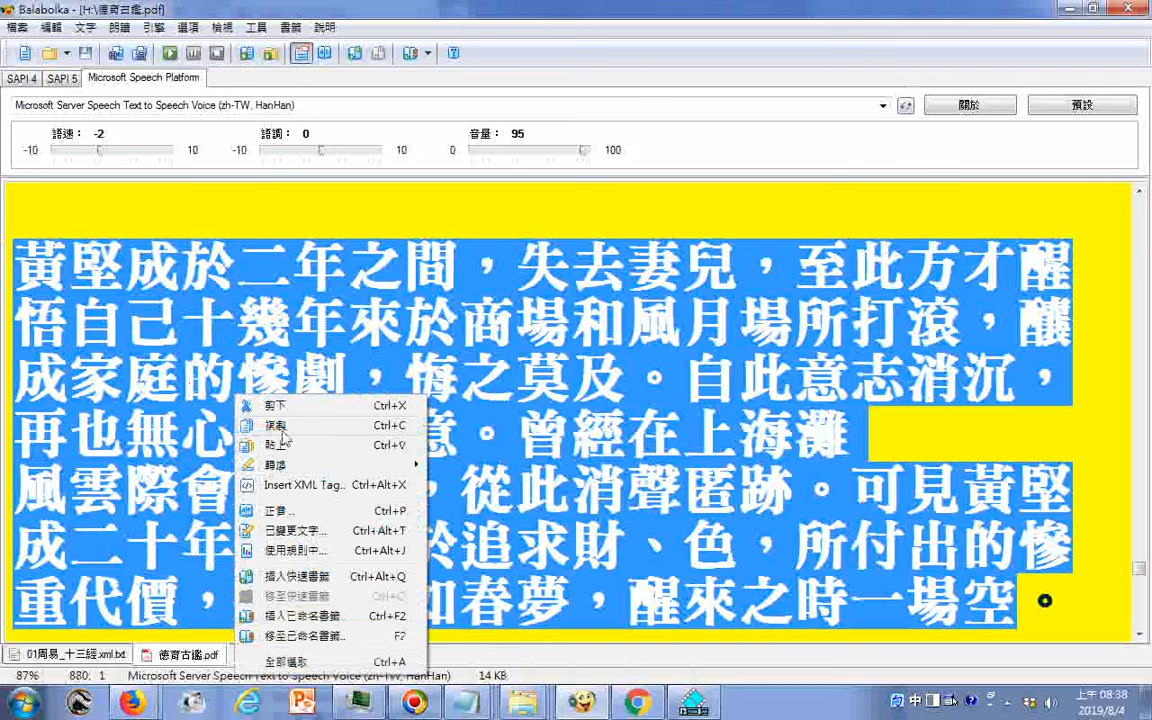 Balabolka - [H:\德育古鑑.pdf]
檔案 編輯 文字 朗讀 引擎 選項 檢視 工具 書籤 說明
SAPI 4 SAPI 5 Microsoft Speech Platform
Microsoft Server Speech Text to Speech Voice (zh-TW, HanHan) 關於 預設
語速： -2 語調： 0 音量： 95
-10 10 -10 10 0 100
黃堅成於二年之間，失去妻兒，至此方才醒
悟自己十幾年來於商場和風月場所打滾，釀
成家庭的慘劇，悔之莫及。自此意志消沉，
再也無心 意。曾經在上海灘
風雲際會 ，從此消聲匿跡。可見黃堅
成二十年 於追求財、色，所付出的慘
重代價， 如春夢，醒來之時一場空。
剪下 Ctrl+X
複製 Ctrl+C
貼上 Ctrl+V
轉換
Insert XML Tag.. Ctrl+Alt+X
正音... Ctrl+P
已變更文字... Ctrl+Alt+T
使用規則中... Ctrl+Alt+J
插入快速書籤 Ctrl+Alt+Q
移至快速書籤 Ctrl+Q
插入已命名書籤.. Ctrl+F2
移至已命名書籤.. F2
全部選取 Ctrl+A
01周易_十三經.xml.txt 德育古鑑.pdf
87% 880; 1 Microsoft Server Speech Text to Speech Voice (zh-TW, HanHan) 14 KB
中 上午 08:38
2019/8/4